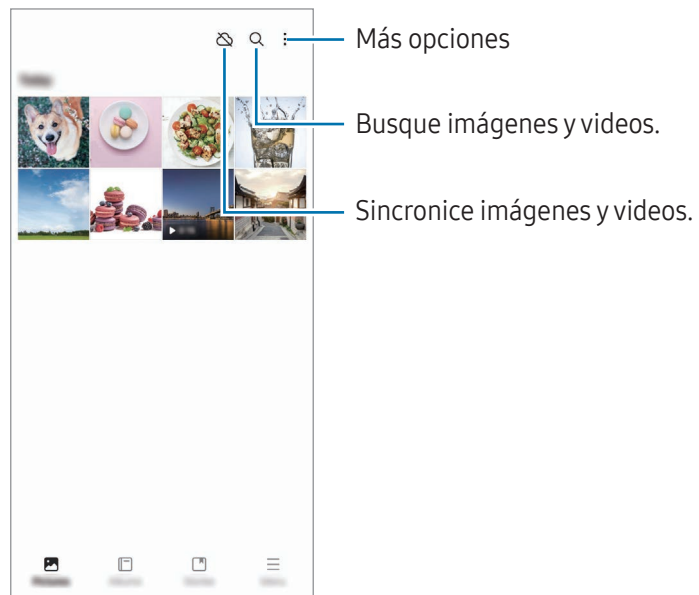 Más opciones
Busque imágenes y videos.
Sincronice imágenes y videos.